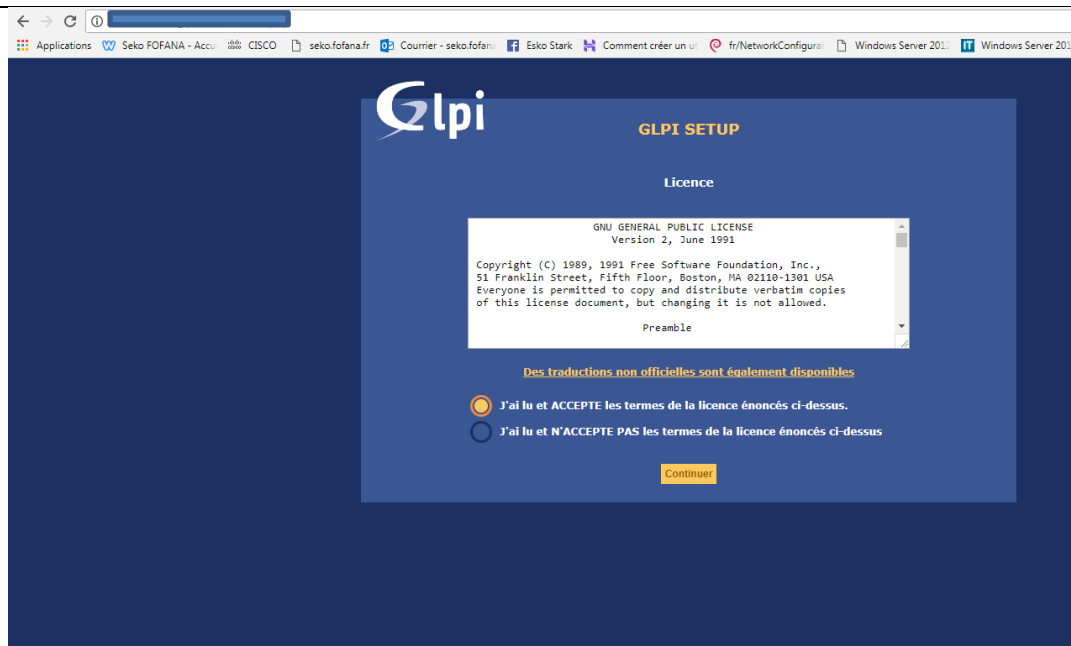 Applications Seko FOFANA - Accu CISCO seko.fofana.fr Courrier - seko.fofan Esko Stark Comment créer un ut fr/NetworkConfigura Windows Server 2012 Windows Server 201
Glpi
GLPI SETUP
Licence
GNU GENERAL PUBLIC LICENSE
Version 2, June 1991
Copyright (C) 1989, 1991 Free Software Foundation, Inc.,
51 Franklin Street, Fifth Floor, Boston, MA 02110-1301 USA
Everyone is permitted to copy and distribute verbatim copies
of this license document, but changing it is not allowed.
Preamble
Des traductions non officielles sont également disponibles
J'ai lu et ACCEPTE les termes de la licence énoncés ci-dessus.
J'ai lu et N'ACCEPTE PAS les termes de la licence énoncés ci-dessus
Continuer